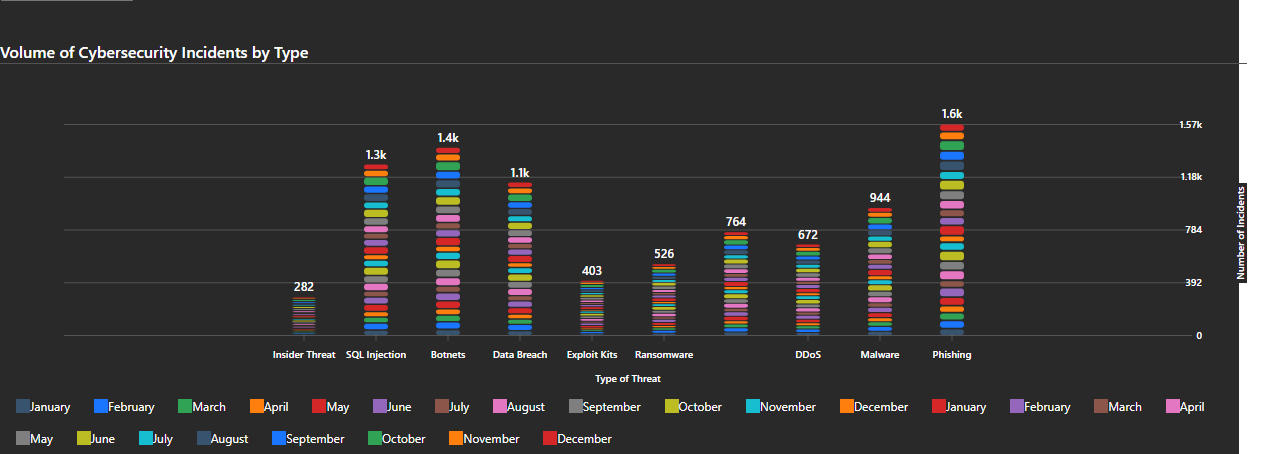 Volume of Cybersecurity Incidents by Type
1.6k
1.57k
1.4k
1.3k
1.1k
1.18k
944
764
784
672
526
403
392
282
0
Number of Incidents
Insider Threat SQL Injection Botnets Data Breach Exploit Kits Ransomware DDoS Malware Phishing
Type of Threat
January February March April May June July August September October November December January February March April
May June July August September October November December